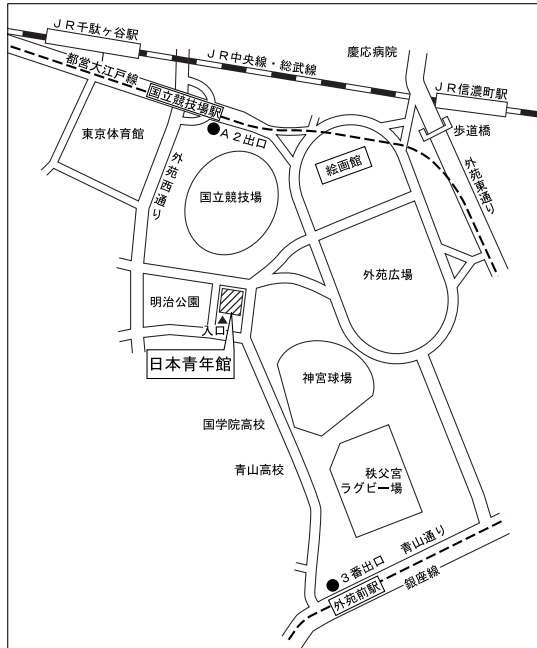 JR千駄ヶ谷駅
JR中央線・総武線
慶応病院
都営大江戸線
国立競技場駅
JR信濃町駅
歩道橋
A2出口
東京体育館
外苑西通り
絵画館
外苑東通り
国立競技場
外苑広場
明治公園
入口
日本青年館
神宮球場
国学院高校
青山高校
秩父宮
ラグビー場
青山通り
3番出口
外苑前駅
銀座線